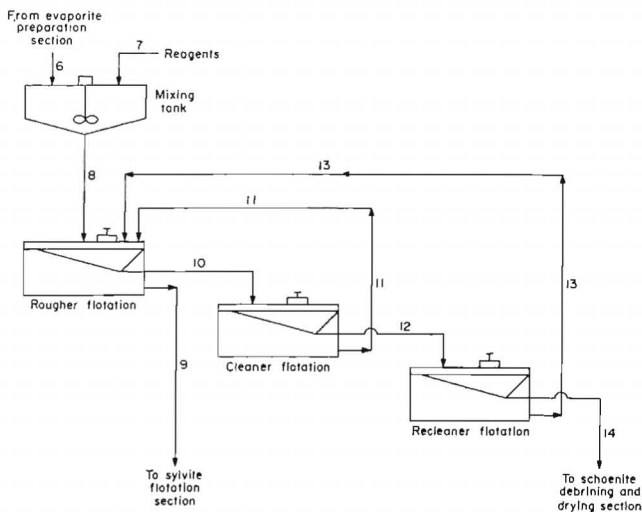 From evaporite
preparation
section
6
7
Reagents
Mixing
tank
8
13
11
10
Rougher flotation
11
13
12
9
Cleaner flotation
Recleaner flotation
14
To sylvite
flotation
section
To schoenite
debrining and
drying section